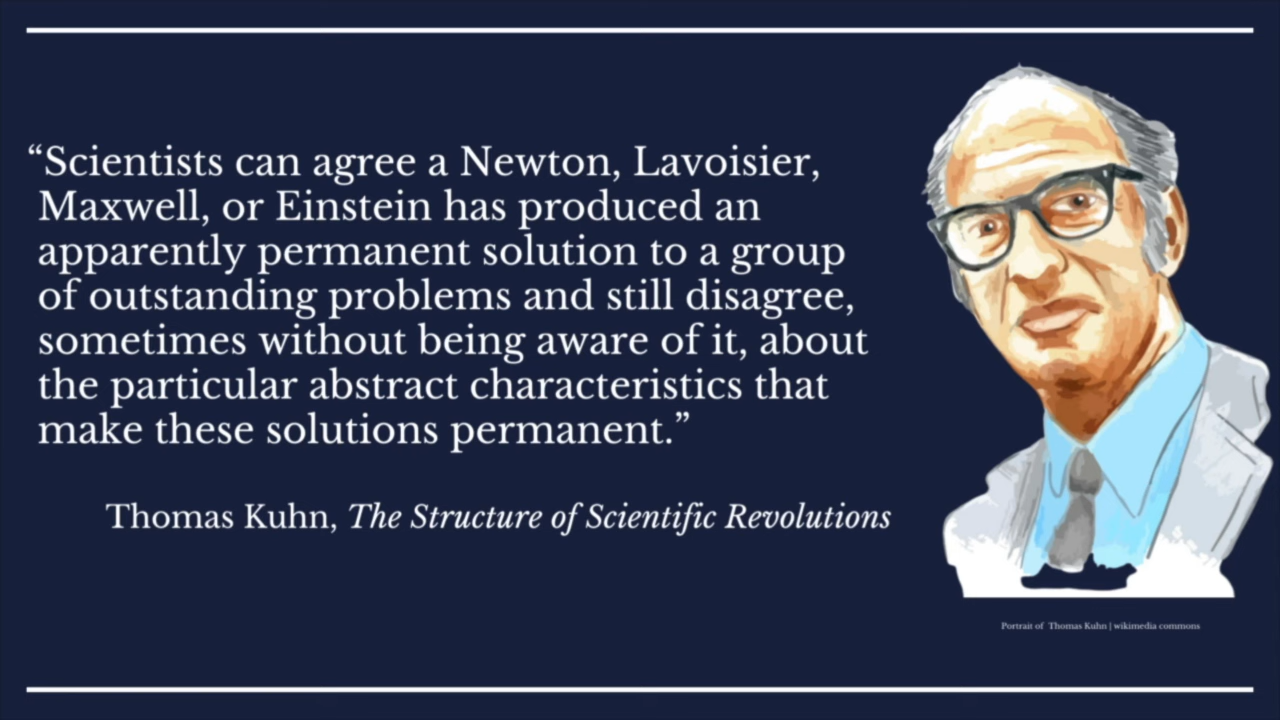 “Scientists can agree a Newton, Lavoisier,
Maxwell, or Einstein has produced an
apparently permanent solution to a group
of outstanding problems and still disagree,
sometimes without being aware of it, about
the particular abstract characteristics that
make these solutions permanent.”
Thomas Kuhn, The Structure of Scientific Revolutions
Portrait of Thomas Kuhn | wikimedia commons